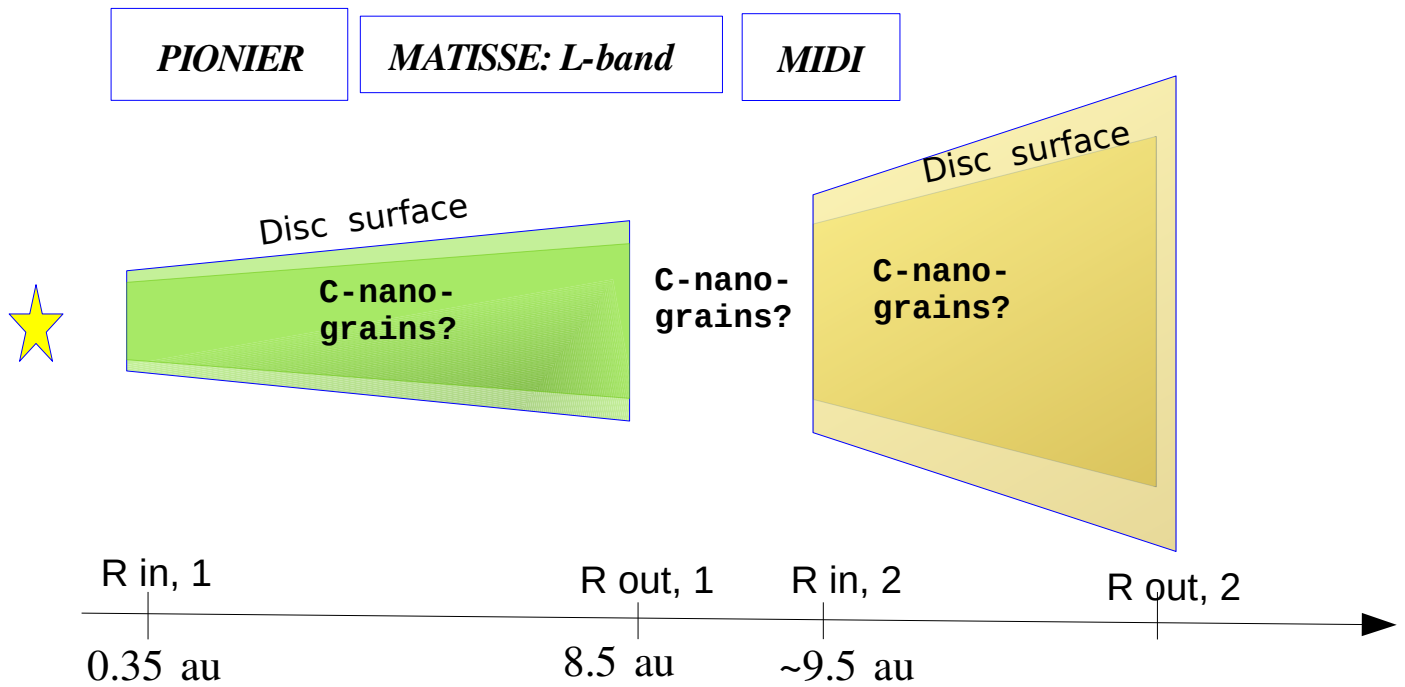 PIONIER
MATISSE: L-band
MIDI
Disc surface
Disc surface
C-nano-
grains?
C-nano-
grains?
C-nano-
grains?
R in, 1
R out, 1
R in, 2
R out, 2
0.35 au
8.5 au
~9.5 au